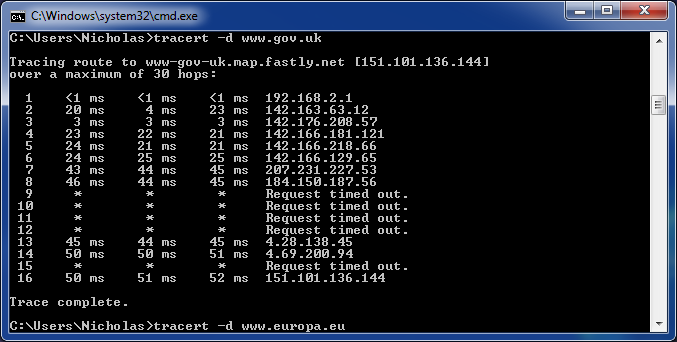 C:\Windows\system32\cmd.exe
C:\Users\Nicholas>tracert -d www.gov.uk
Tracing route to www-gov-uk.map.fastly.net [151.101.136.144]
over a maximum of 30 hops:
1 <1 ms <1 ms <1 ms 192.168.2.1
2 20 ms 4 ms 23 ms 142.163.63.12
3 3 ms 3 ms 3 ms 142.176.208.57
4 23 ms 22 ms 21 ms 142.166.181.121
5 24 ms 21 ms 21 ms 142.166.218.66
6 24 ms 25 ms 25 ms 142.166.129.65
7 43 ms 44 ms 45 ms 207.231.227.53
8 46 ms 44 ms 45 ms 184.150.187.56
9 * * * Request timed out.
10 * * * Request timed out.
11 * * * Request timed out.
12 * * * Request timed out.
13 45 ms 44 ms 45 ms 4.28.138.45
14 50 ms 50 ms 51 ms 4.69.200.94
15 * * * Request timed out.
16 50 ms 51 ms 52 ms 151.101.136.144
Trace complete.
C:\Users\Nicholas>tracert -d www.europa.eu